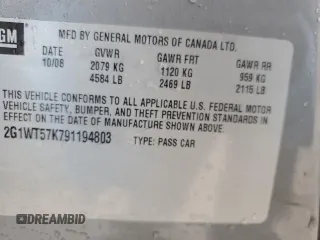 GM
MFD BY GENERAL MOTORS OF CANADA LTD.
DATE GVWR GAWR FRT GAWR RR
10/08 2079 KG 1120 KG 959 KG
4584 LB 2469 LB 2115 LB
THIS VEHICLE CONFORMS TO ALL APPLICABLE U.S. FEDERAL MOTOR
VEHICLE SAFETY, BUMPER, AND THEFT PREVENTION STANDARDS
IN EFFECT ON THE DATE OF MANUFACTURE SHOWN ABOVE.
2G1WT57K791194803 TYPE: PASS CAR